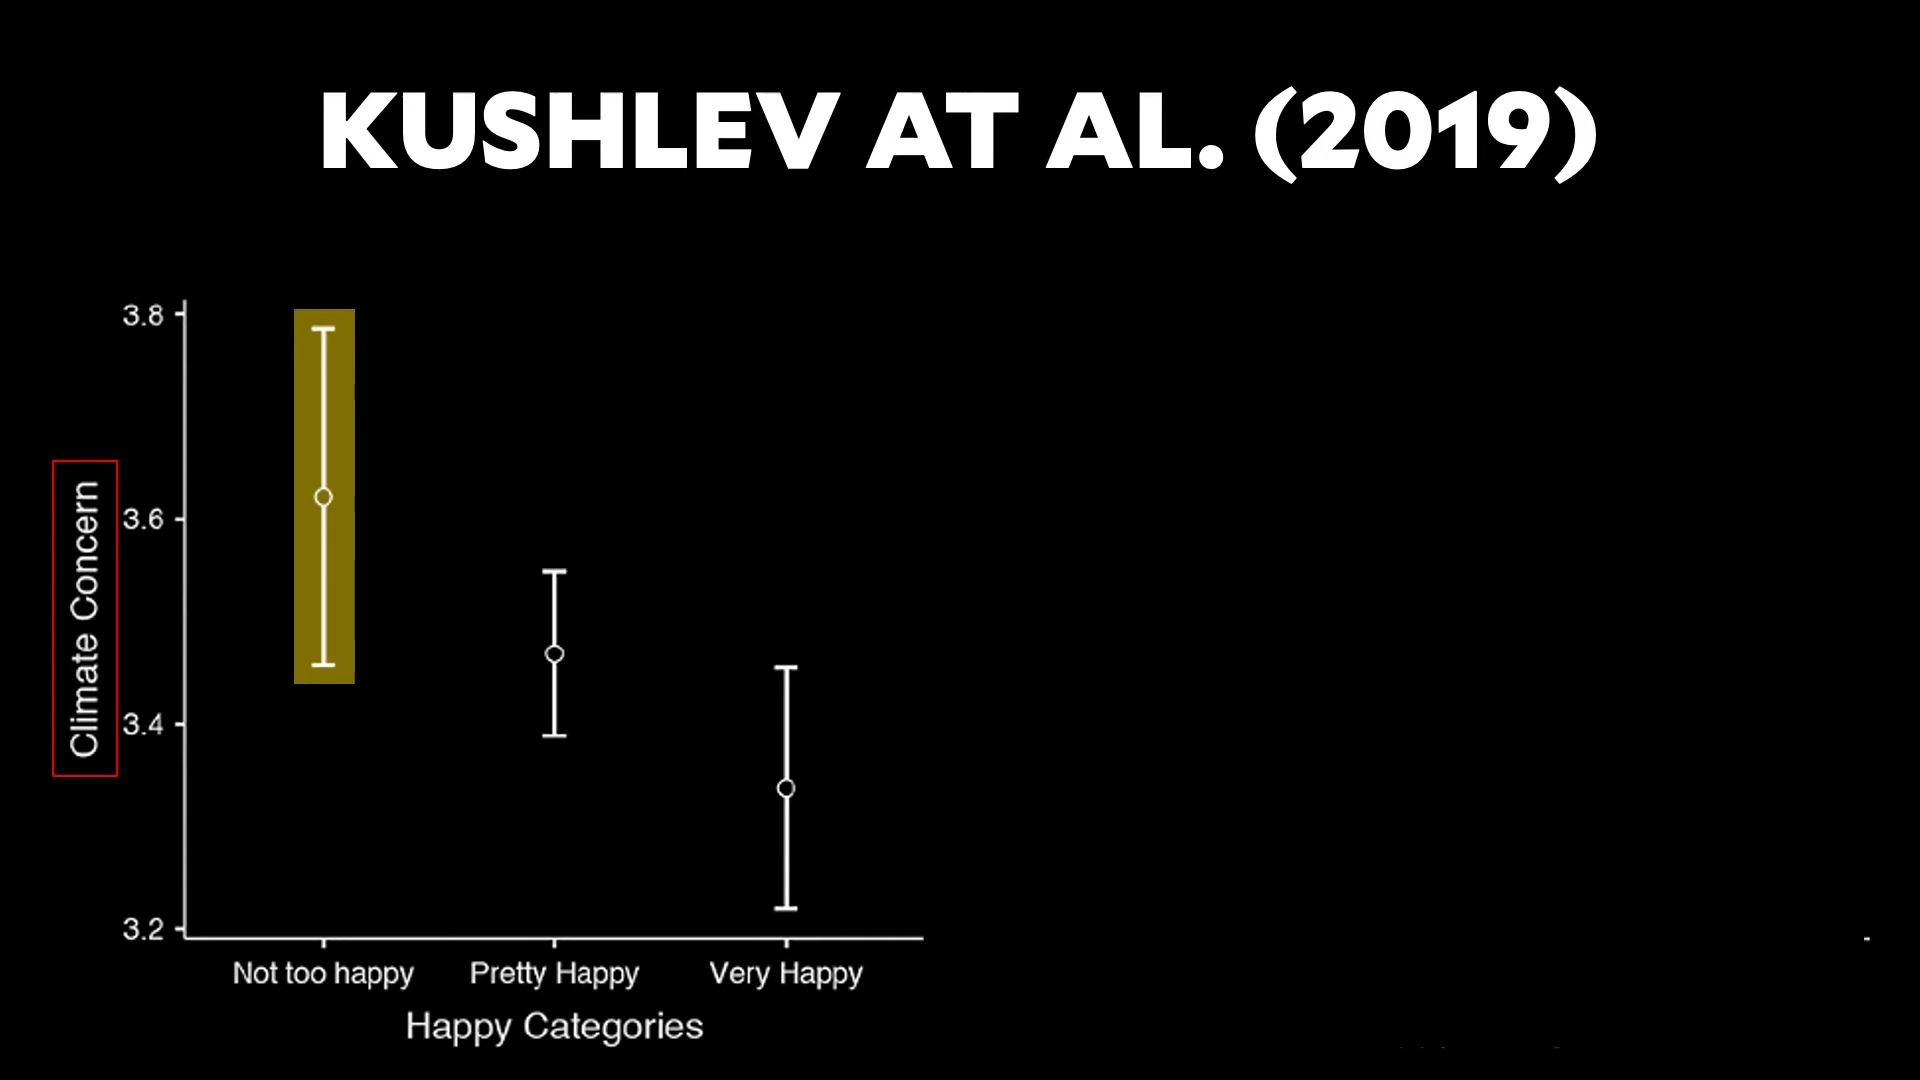 KUSHLEV AT AL. (2019)
3.8
3.6
3.4
3.2
Climate Concern
Not too happy Pretty Happy Very Happy
Happy Categories